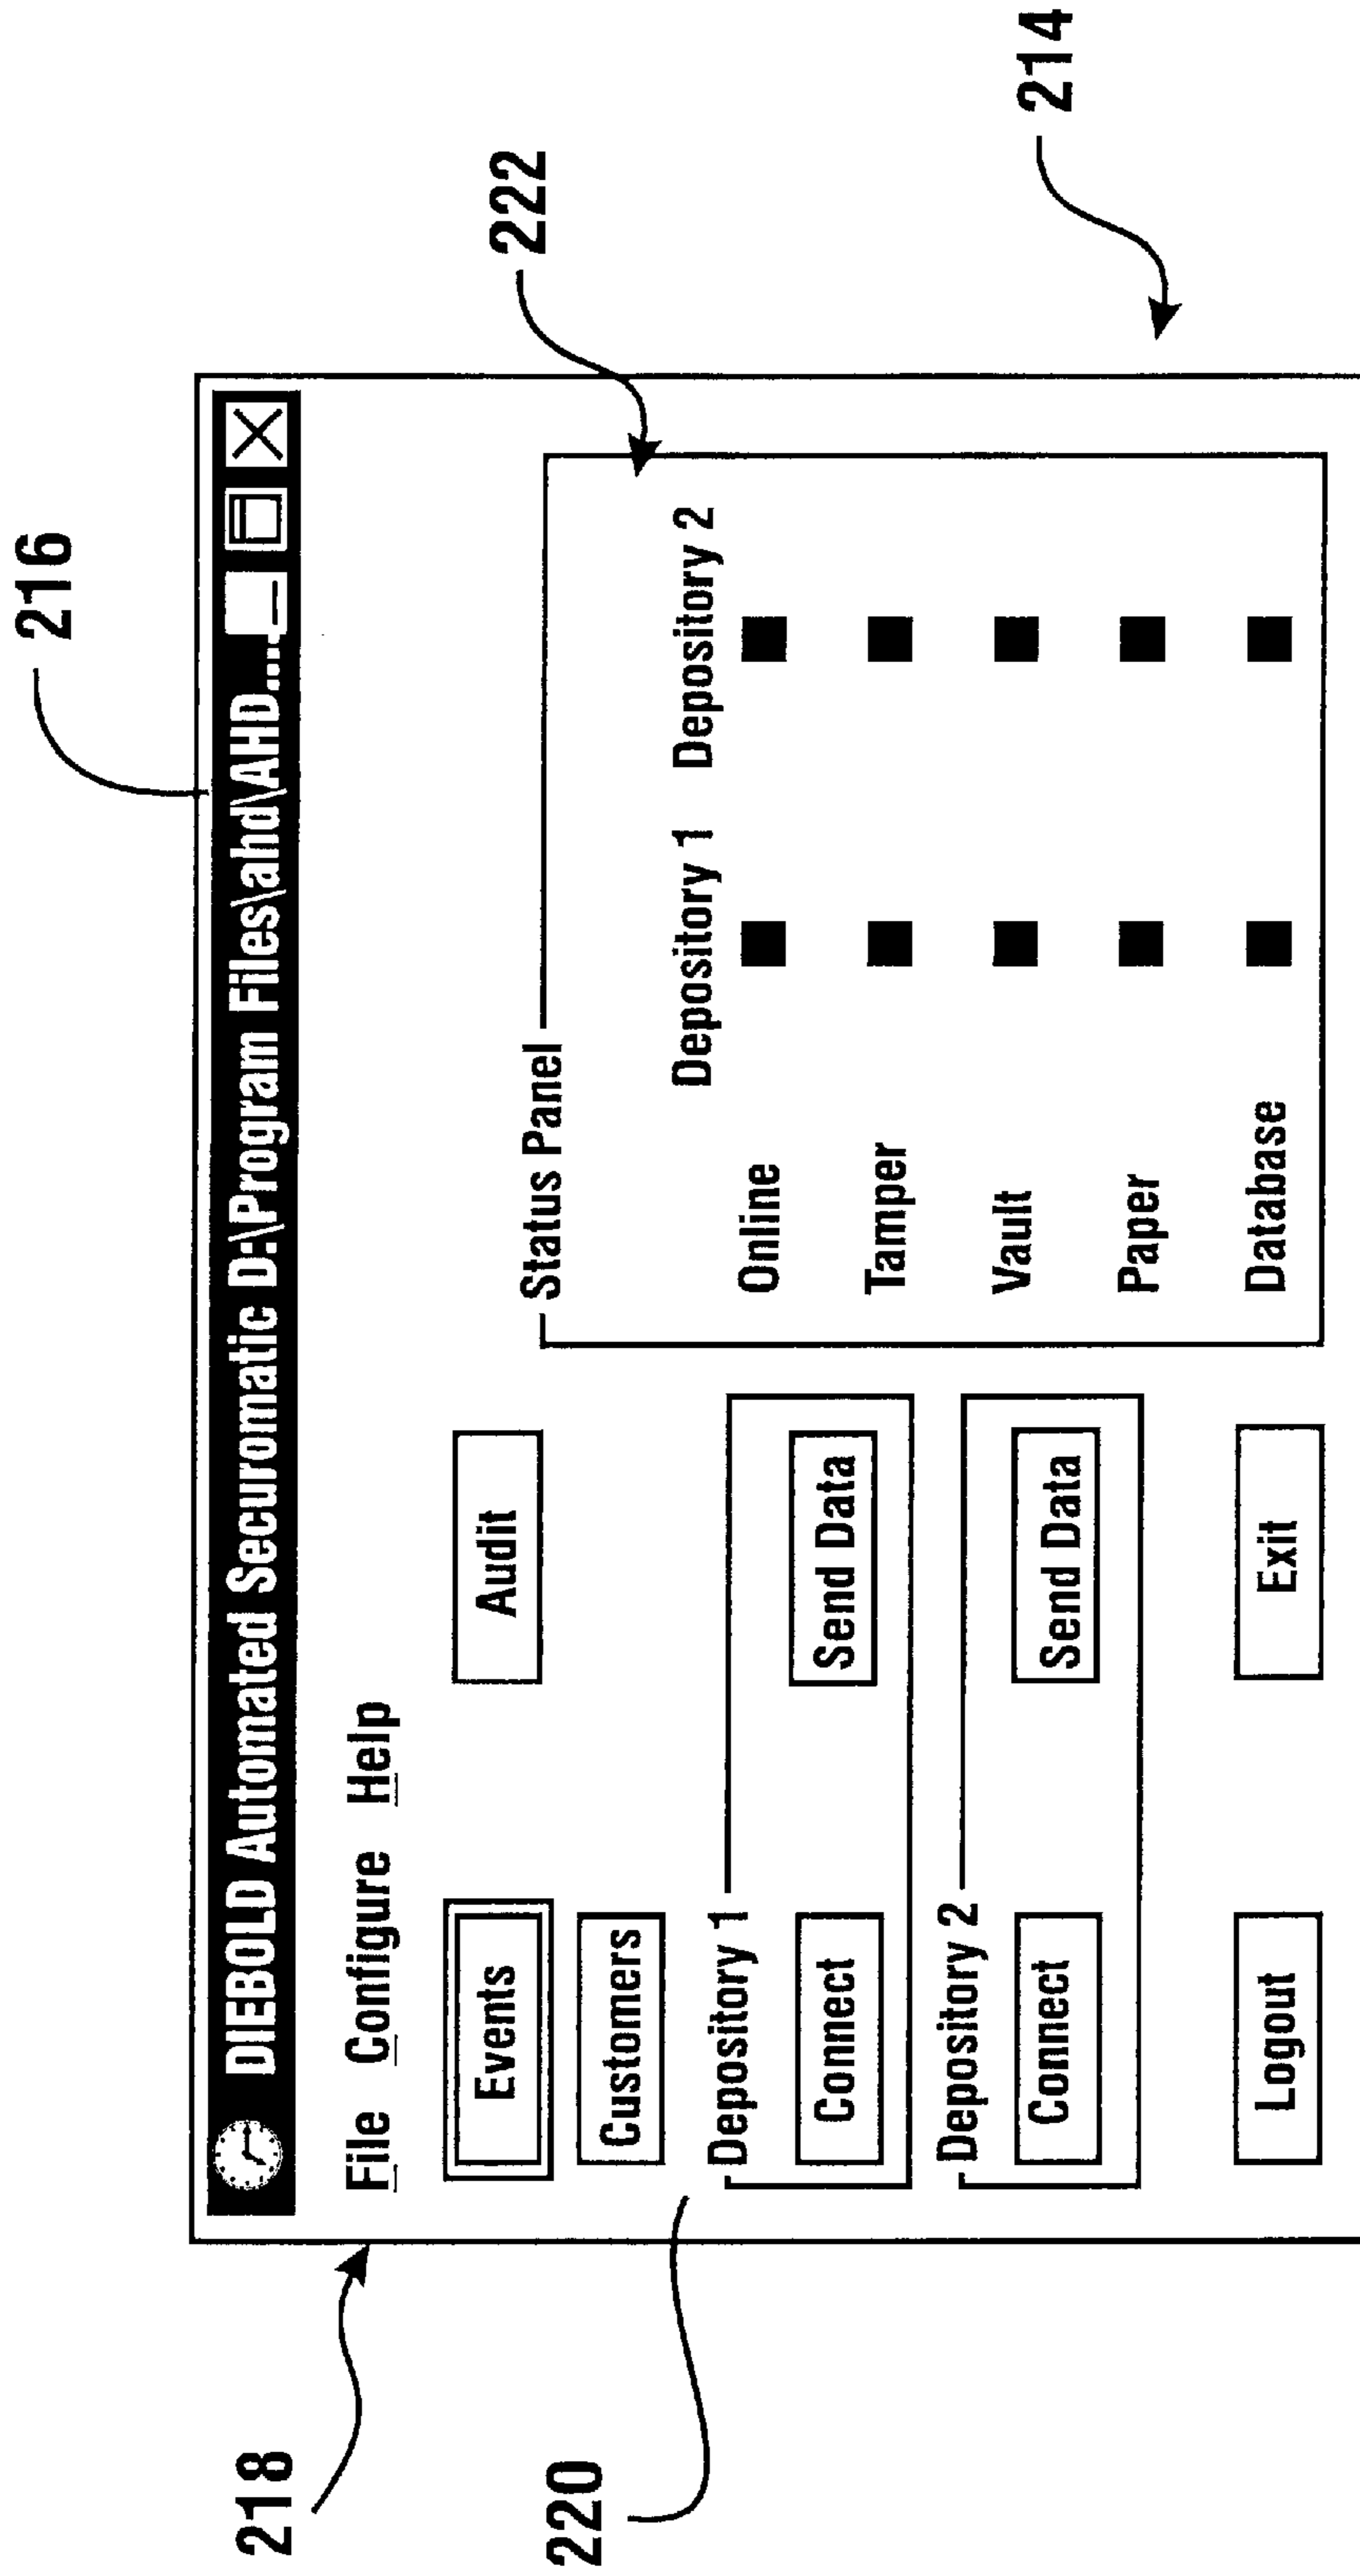 216
DIEBOLD Automated Securomatic D:\Program Files\ahd\AHD...
218
File Configure Help
222
Events
Audit
Status Panel
Customers
220
Depository 1 Depository 2
Depository 1
Online
Connect
Send Data
Tamper
Depository 2
Vault
Connect
Send Data
Paper
214
Logout
Exit
Database